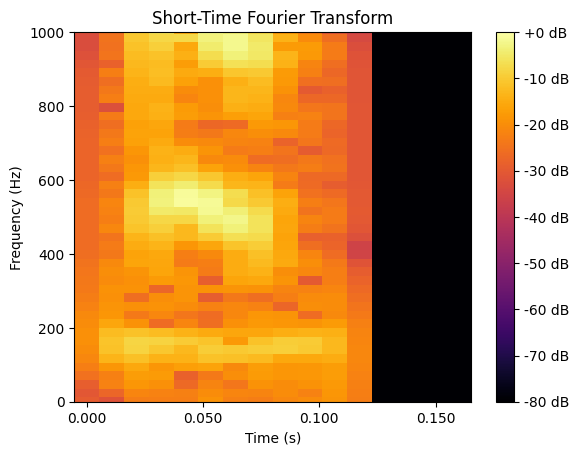 Short-Time Fourier Transform
1000
800
600
400
200
0
Frequency (Hz)
0.000
0.050
0.100
0.150
Time (s)
+0 dB
-10 dB
-20 dB
-30 dB
-40 dB
-50 dB
-60 dB
-70 dB
-80 dB